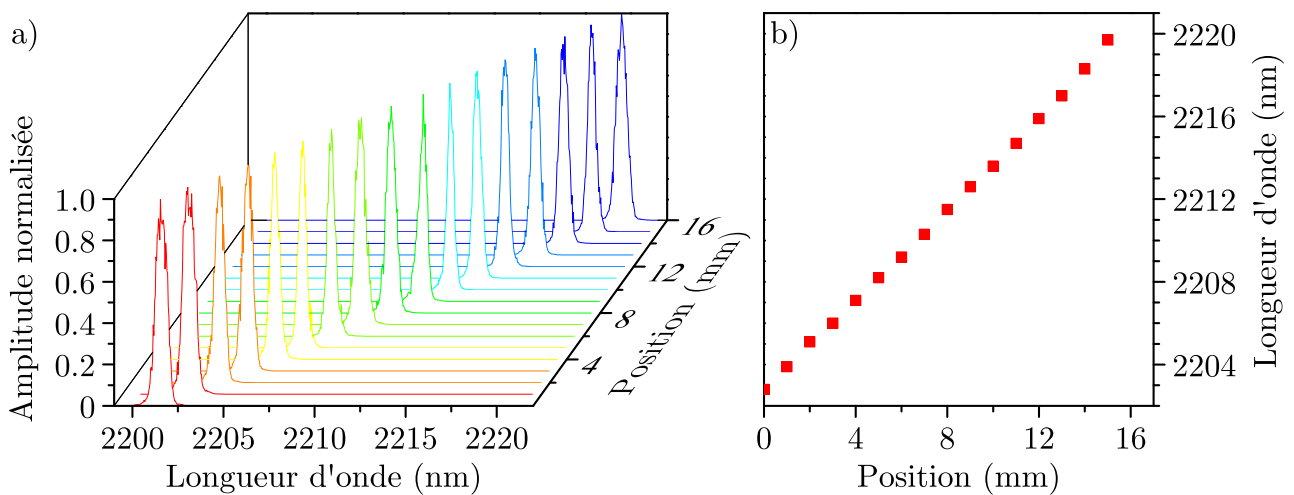 a)
Amplitude normalisée
1.0
0.8
0.6
0.4
0.2
0
2200 2205 2210 2215 2220
Longueur d'onde (nm)
4 8 12 16
Position (mm)
b)
2220
2216
2212
2208
2204
Longueur d'onde (nm)
0 4 8 12 16
Position (mm)